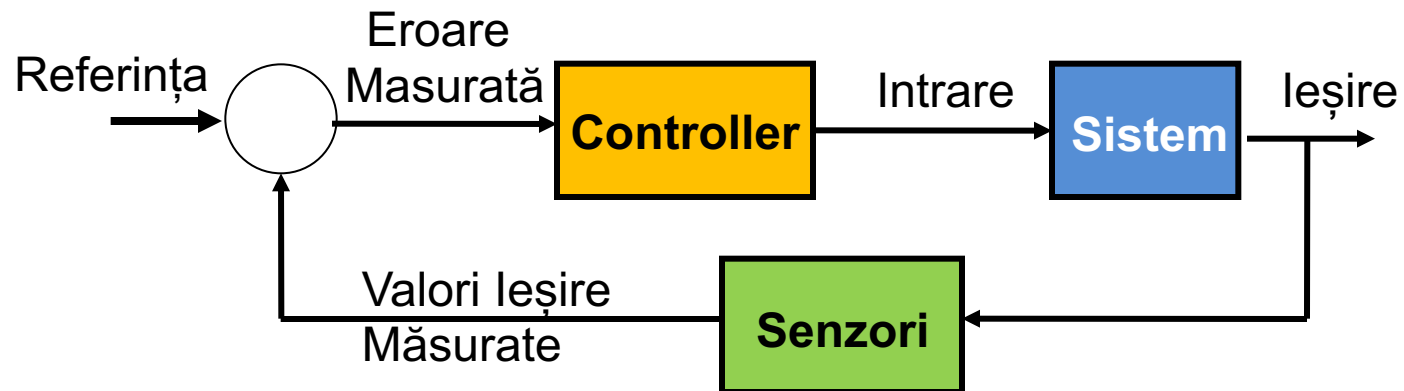 Referința
Eroare
Masurată
Controller
Intrare
Sistem
Ieșire
Valori Ieșire
Măsurate
Senzori